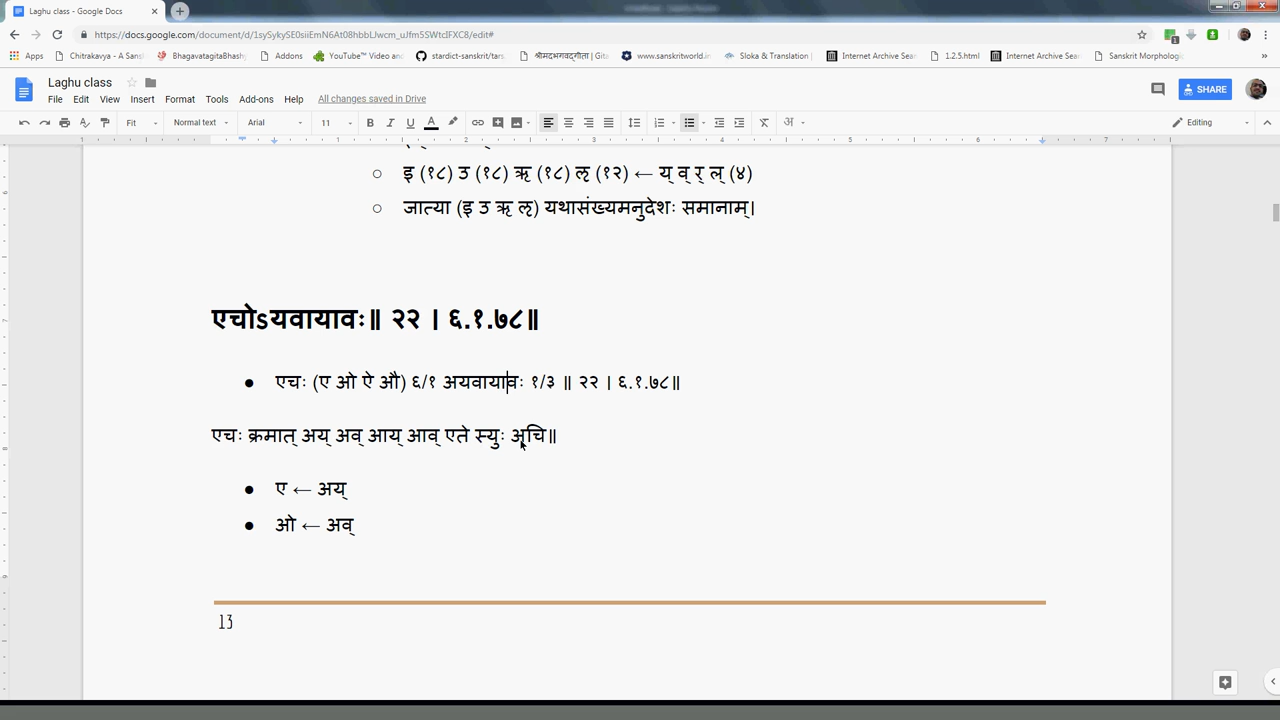 Laghu class - Google Docs
https://docs.google.com/document/d/1sySykySE0siiEmN6At08hbbLJwcm_uJfm5SWtcIFXC8/edit#
Apps Chitrakavya - A Sans BhagavatgitaBhash Addons YouTube™ Video and stardict-sa/oskrit/tars श्रीमद्भगवद्गीता | Gita www.sanskritworld.in Sloka & Translation | Internet Archive Sear 1.2.5.html Internet Archive Sear Sanskrit Morpholog »
Laghu class
File Edit View Insert Format Tools Add-ons Help All changes saved in Drive
SHARE
Fit Normal text Arial 11 Editing
○ इ (१८) उ (१८) ऋ (१८) ऌ (१२) ← य् व् र् ल् (४)
○ जात्या (इ उ ऋ ऌ) यथासंख्यमनुदेशः समानाम्।
एचोऽयवायावः॥ २२ । ६.१.७८॥
● एचः (ए ओ ऐ औ) ६/१ अयवायावः १/३ ॥ २२ । ६.१.७८॥
एचः क्रमात् अय् अव् आय् आव् एते स्युः अचि॥
● ए ← अय्
● ओ ← अव्
13